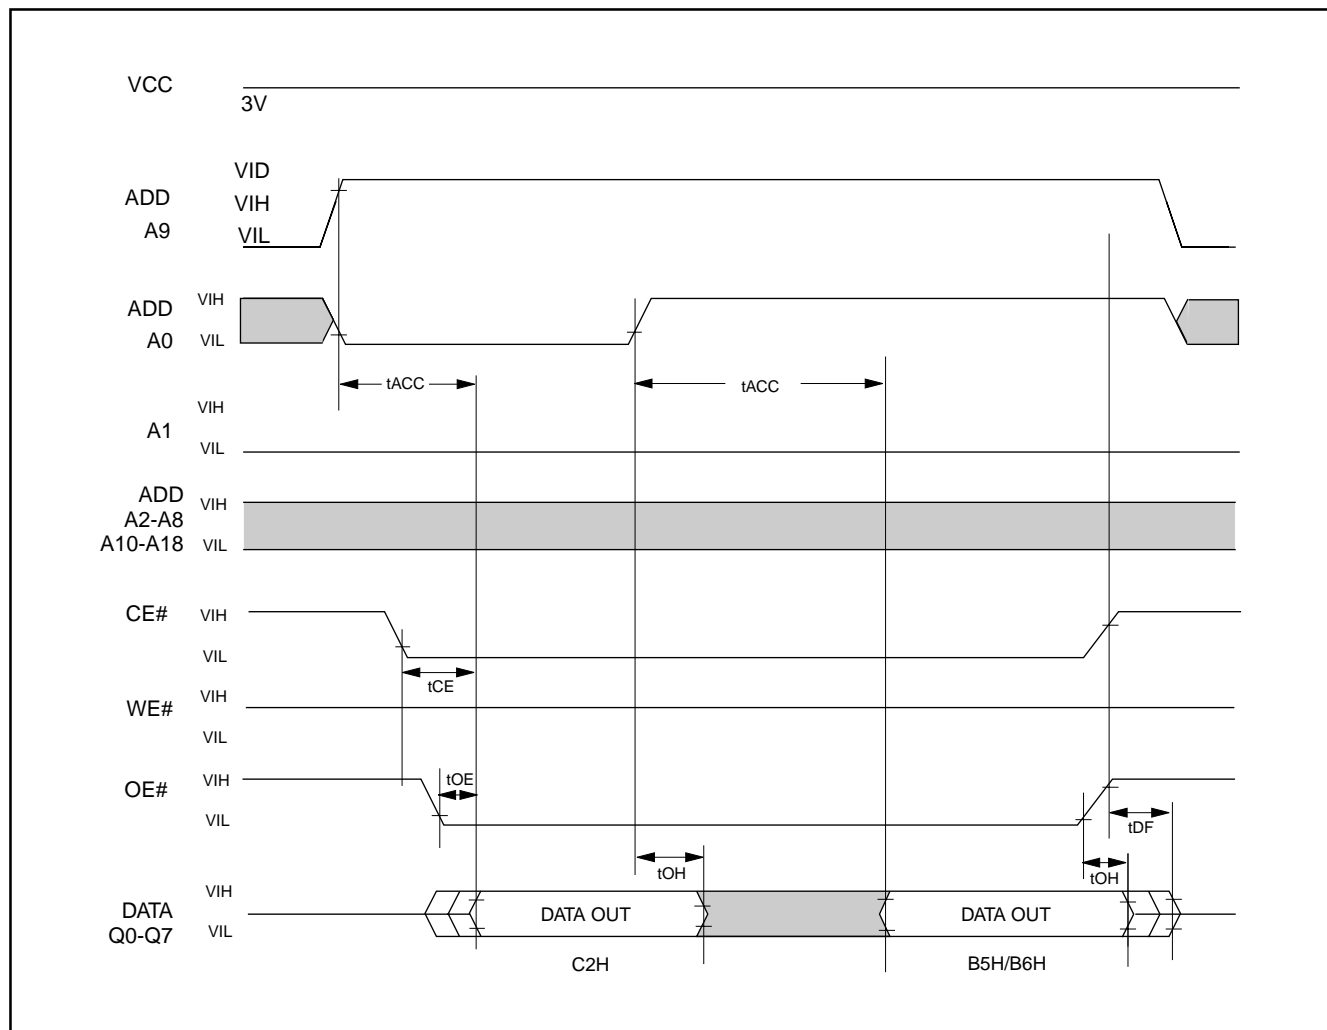 VCC
3V
VID
ADD
VIH
A9
VIL
ADD
VIH
A0
VIL
tACC
tACC
VIH
A1
VIL
ADD
VIH
A2-A8
A10-A18
VIL
CE#
VIH
VIL
tCE
VIH
WE#
VIL
VIH
tOE
OE#
VIL
tDF
tOH
tOH
VIH
DATA
DATA OUT
DATA OUT
Q0-Q7
VIL
C2H
B5H/B6H